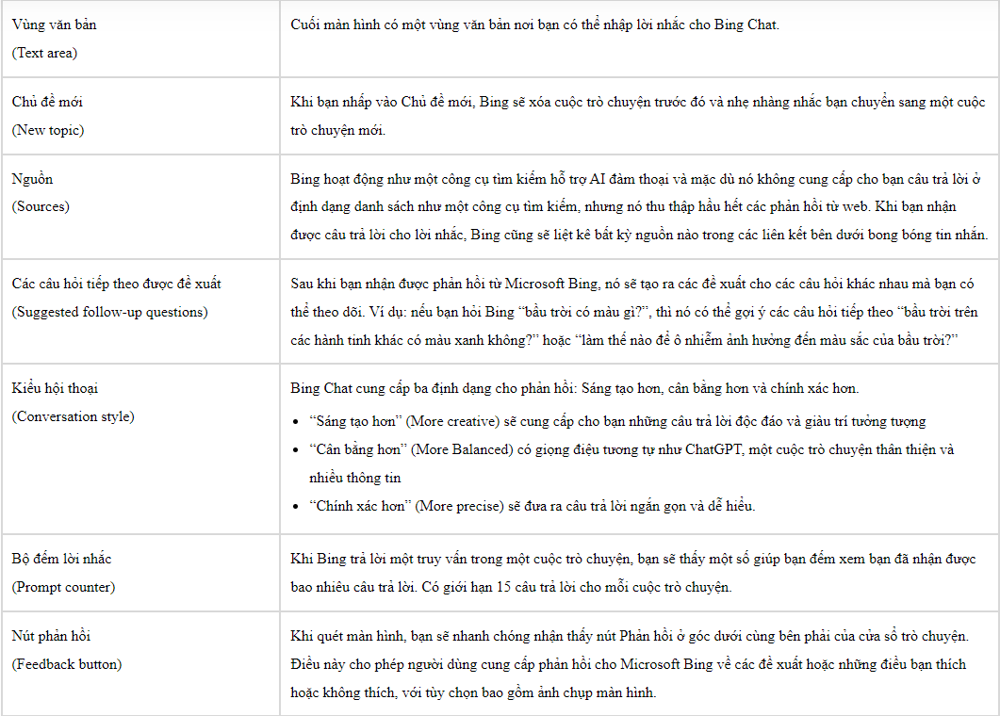 Vùng văn bản
(Text area)
Cuối màn hình có một vùng văn bản nơi bạn có thể nhập lời nhắc cho Bing Chat.
Chủ đề mới
(New topic)
Khi bạn nhấp vào Chủ đề mới, Bing sẽ xóa cuộc trò chuyện trước đó và nhẹ nhàng nhắc bạn chuyển sang một cuộc
trò chuyện mới.
Nguồn
(Sources)
Bing hoạt động như một công cụ tìm kiếm hỗ trợ AI đàm thoại và mặc dù nó không cung cấp cho bạn câu trả lời ở
định dạng danh sách như một công cụ tìm kiếm, nhưng nó thu thập hầu hết các phản hồi từ web. Khi bạn nhận
được câu trả lời cho lời nhắc, Bing cũng sẽ liệt kê bất kỳ nguồn nào trong các liên kết bên dưới bong bóng tin nhắn.
Các câu hỏi tiếp theo được đề xuất
(Suggested follow-up questions)
Sau khi bạn nhận được phản hồi từ Microsoft Bing, nó sẽ tạo ra các đề xuất cho các câu hỏi khác nhau mà bạn có
thể theo dõi. Ví dụ: nếu bạn hỏi Bing “bầu trời có màu gì?”, thì nó có thể gợi ý các câu hỏi tiếp theo “bầu trời trên
các hành tinh khác có màu xanh không?” hoặc “làm thế nào để ô nhiễm ảnh hưởng đến màu sắc của bầu trời?”
Kiểu hội thoại
(Conversation style)
Bing Chat cung cấp ba định dạng cho phản hồi: Sáng tạo hơn, cân bằng hơn và chính xác hơn.
• “Sáng tạo hơn” (More creative) sẽ cung cấp cho bạn những câu trả lời độc đáo và giàu trí tưởng tượng
• “Cân bằng hơn” (More Balanced) có giọng điệu tương tự như ChatGPT, một cuộc trò chuyện thân thiện và
nhiều thông tin
• “Chính xác hơn” (More precise) sẽ đưa ra câu trả lời ngắn gọn và dễ hiểu.
Bộ đếm lời nhắc
(Prompt counter)
Khi Bing trả lời một truy vấn trong một cuộc trò chuyện, bạn sẽ thấy một số giúp bạn đếm xem bạn đã nhận được
bao nhiêu câu trả lời. Có giới hạn 15 câu trả lời cho mỗi cuộc trò chuyện.
Nút phản hồi
(Feedback button)
Khi quét màn hình, bạn sẽ nhanh chóng nhận thấy nút Phản hồi ở góc dưới cùng bên phải của cửa sổ trò chuyện.
Điều này cho phép người dùng cung cấp phản hồi cho Microsoft Bing về các đề xuất hoặc những điều bạn thích
hoặc không thích, với tùy chọn bao gồm ảnh chụp màn hình.